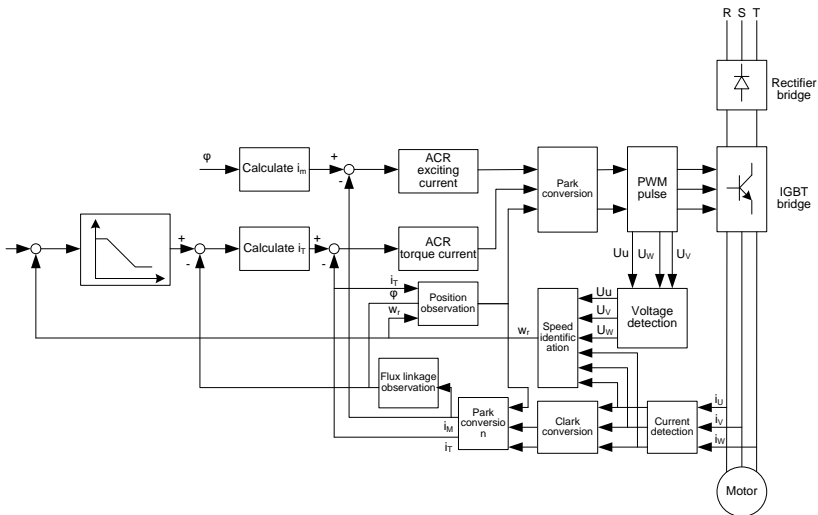 R S T
Rectifier
bridge
φ
Calculate im
+
-
ACR
exciting
current
Park
conversion
PWM
pulse
IGBT
bridge
+
-
Calculate iT
+
-
ACR
torque current
Uu UW UV
iT
φ
wr
Position
observation
wr
Speed
identific
ation
Uu
UV
UW
Voltage
detection
Flux linkage
observation
iM
iT
Park
conversio
n
Clark
conversion
Current
detection
iU
iV
iW
Motor